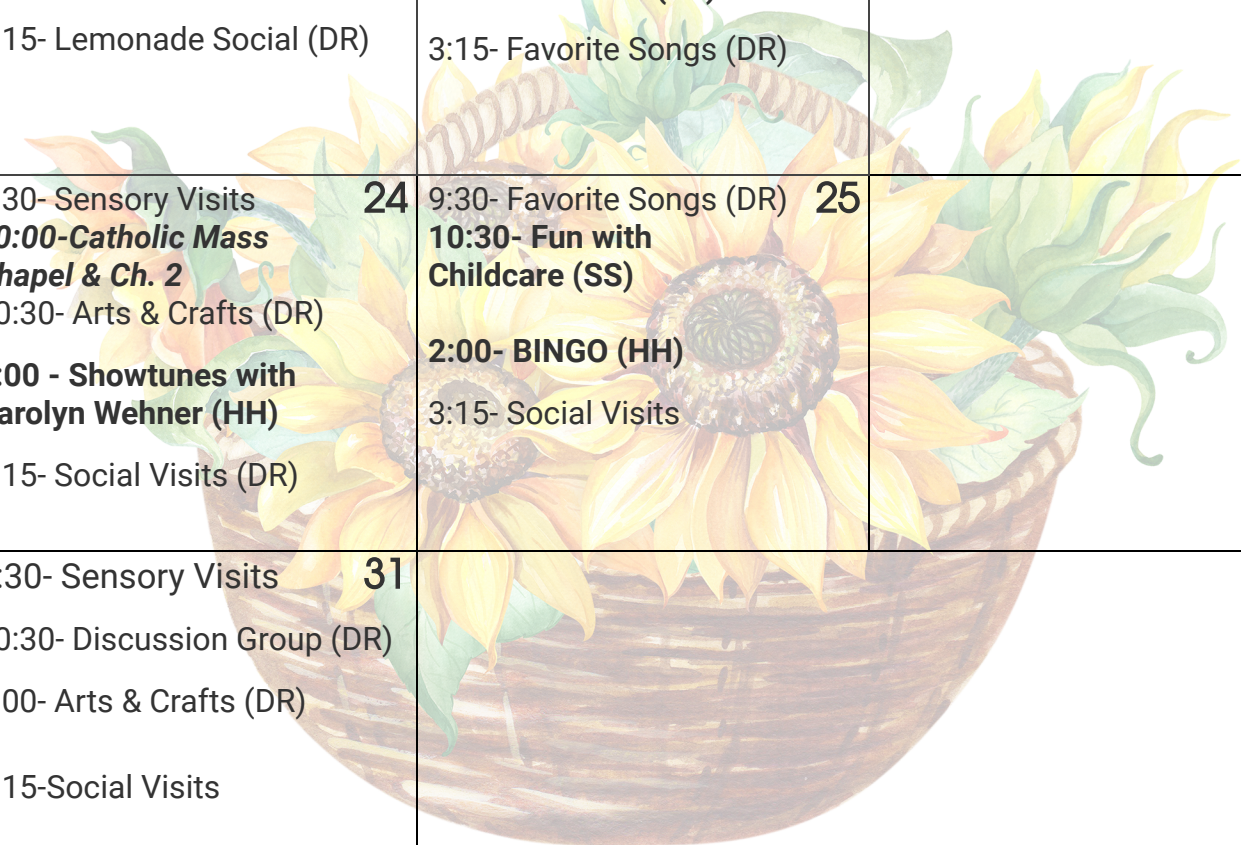 15- Lemonade Social (DR)
3:15- Favorite Songs (DR)
30- Sensory Visits 24
0:00-Catholic Mass
hapel & Ch. 2
0:30- Arts & Crafts (DR)
:00 - Showtunes with
arolyn Wehner (HH)
15- Social Visits (DR)
9:30- Favorite Songs (DR) 25
10:30- Fun with
Childcare (SS)
2:00- BINGO (HH)
3:15- Social Visits
:30- Sensory Visits 31
0:30- Discussion Group (DR)
00- Arts & Crafts (DR)
15-Social Visits